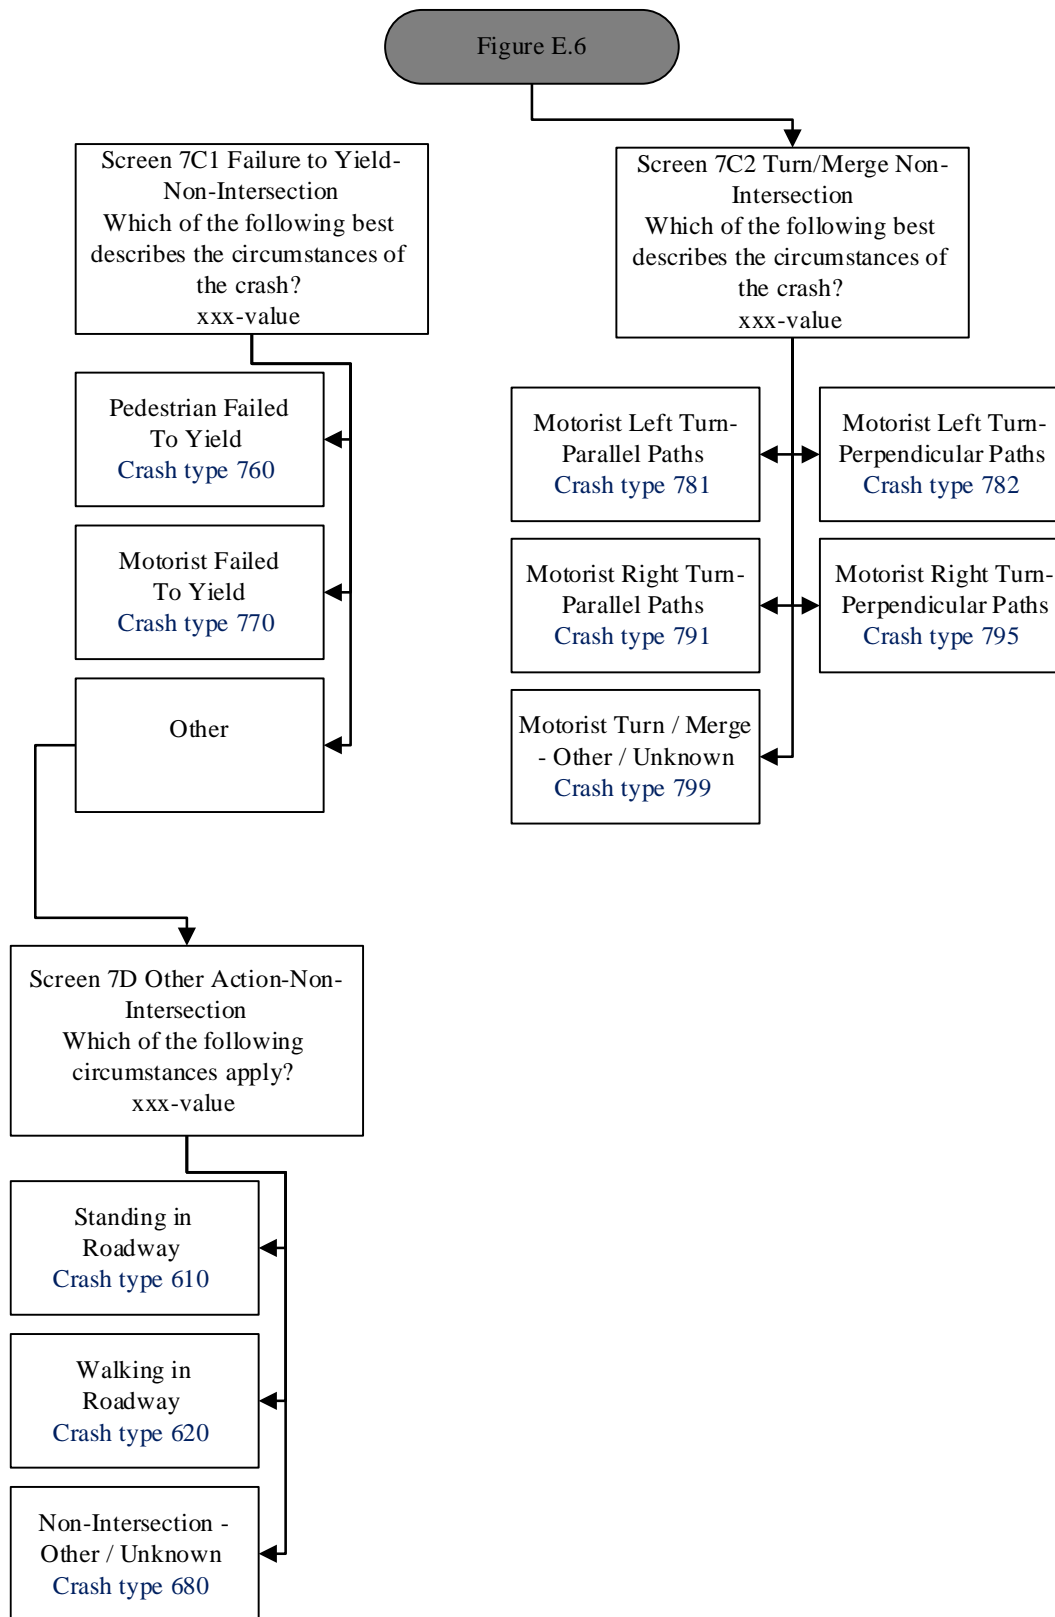 Figure E.6
Screen 7C1 Failure to Yield-
Non-Intersection
Which of the following best
describes the circumstances of
the crash?
xxx-value
Pedestrian Failed
To Yield
Crash type 760
Motorist Failed
To Yield
Crash type 770
Other
Screen 7C2 Turn/Merge Non-
Intersection
Which of the following best
describes the circumstances of
the crash?
xxx-value
Motorist Left Turn-
Parallel Paths
Crash type 781
Motorist Left Turn-
Perpendicular Paths
Crash type 782
Motorist Right Turn-
Parallel Paths
Crash type 791
Motorist Right Turn-
Perpendicular Paths
Crash type 795
Motorist Turn / Merge
- Other / Unknown
Crash type 799
Screen 7D Other Action-Non-
Intersection
Which of the following
circumstances apply?
xxx-value
Standing in
Roadway
Crash type 610
Walking in
Roadway
Crash type 620
Non-Intersection -
Other / Unknown
Crash type 680